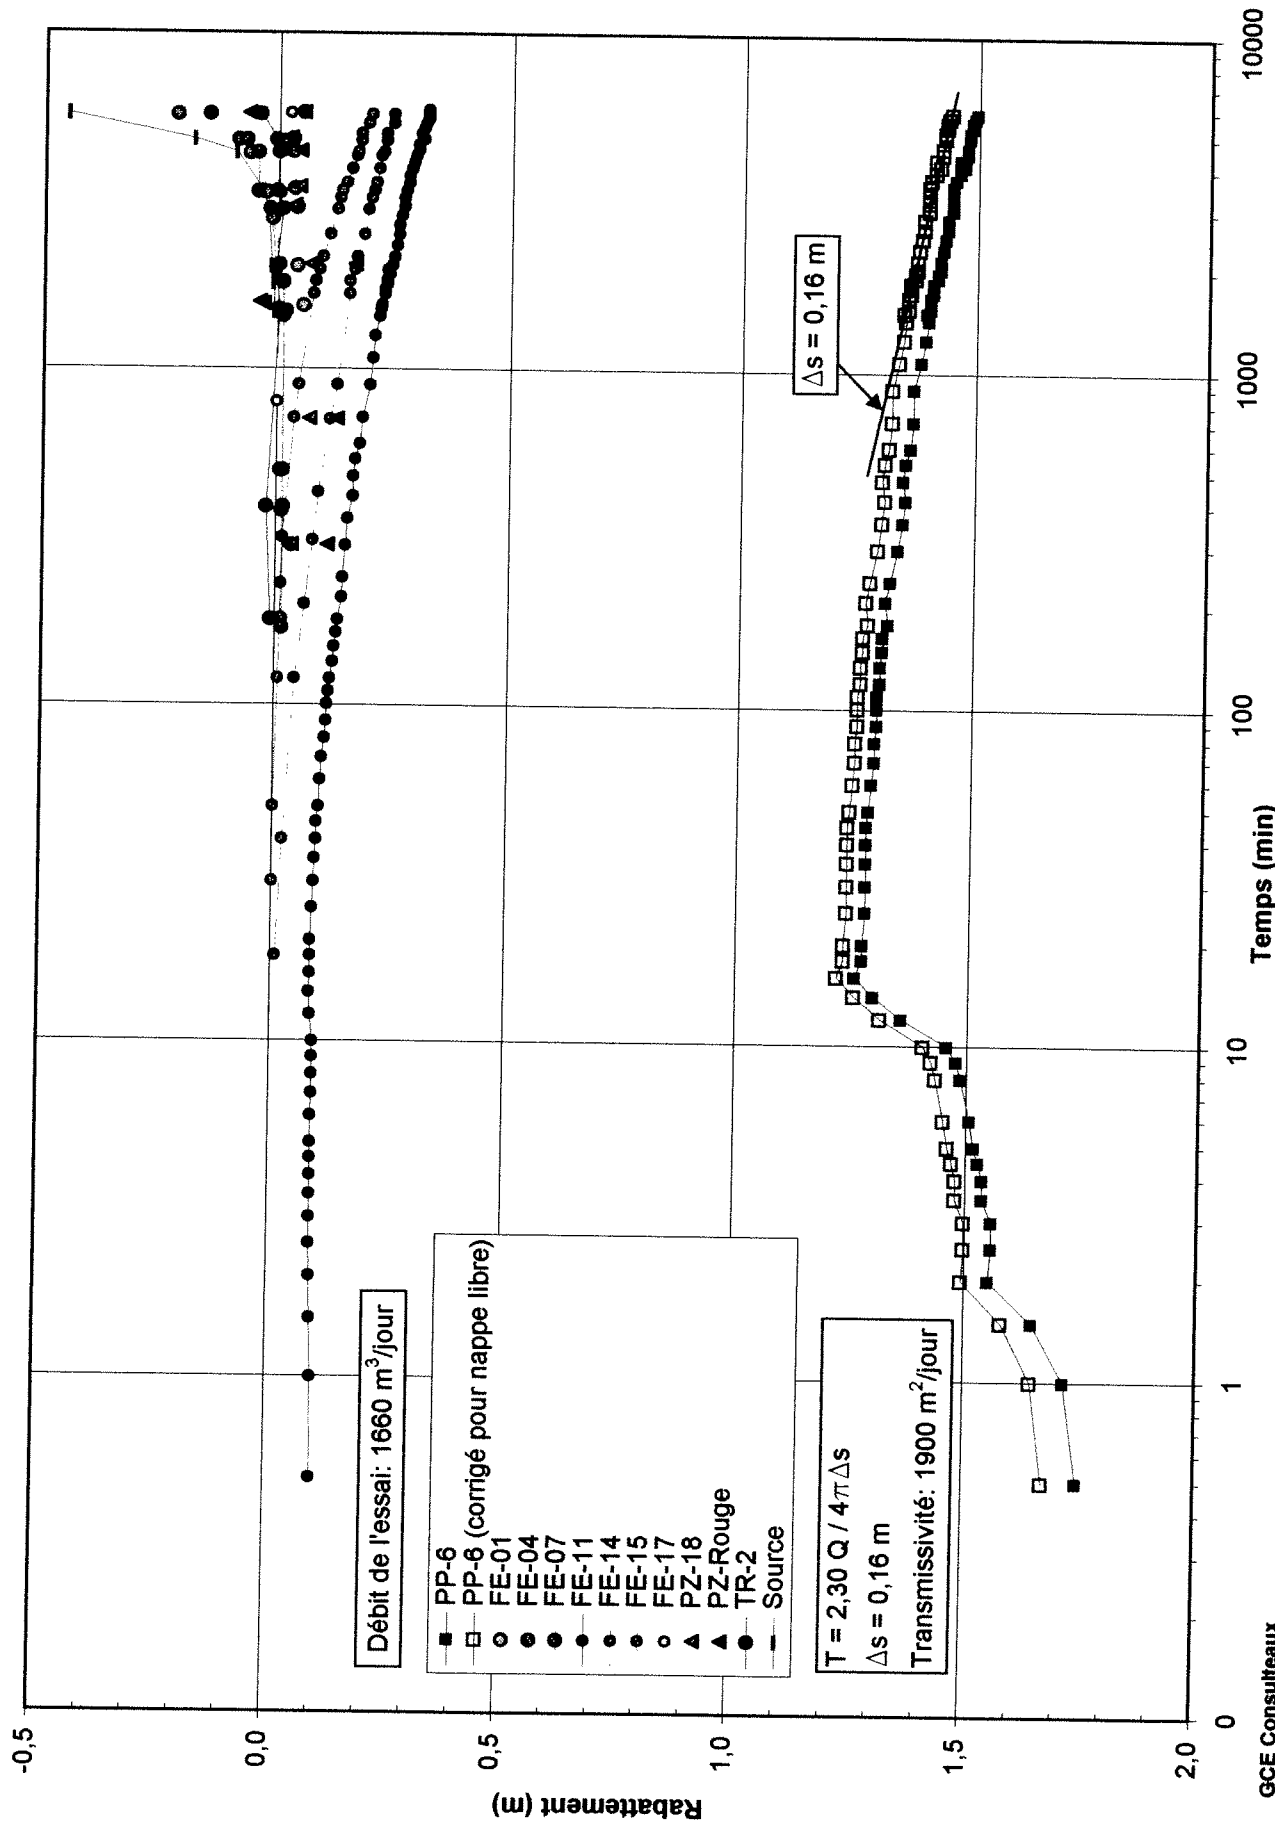 -0,5
0,0
0,5
1,0
1,5
2,0
Rabattement (m)
0
1
10
100
1000
10000
Temps (min)
Débit de l'essai: 1660 m³/jour
PP-6
PP-6 (corrigé pour nappe libre)
FE-01
FE-04
FE-07
FE-11
FE-14
FE-15
FE-17
PZ-18
PZ-Rouge
TR-2
Source
T = 2,30 Q / 4πΔs
Δs = 0,16 m
Transmissivité: 1900 m²/jour
Δs = 0,16 m
GCE Consulteaux